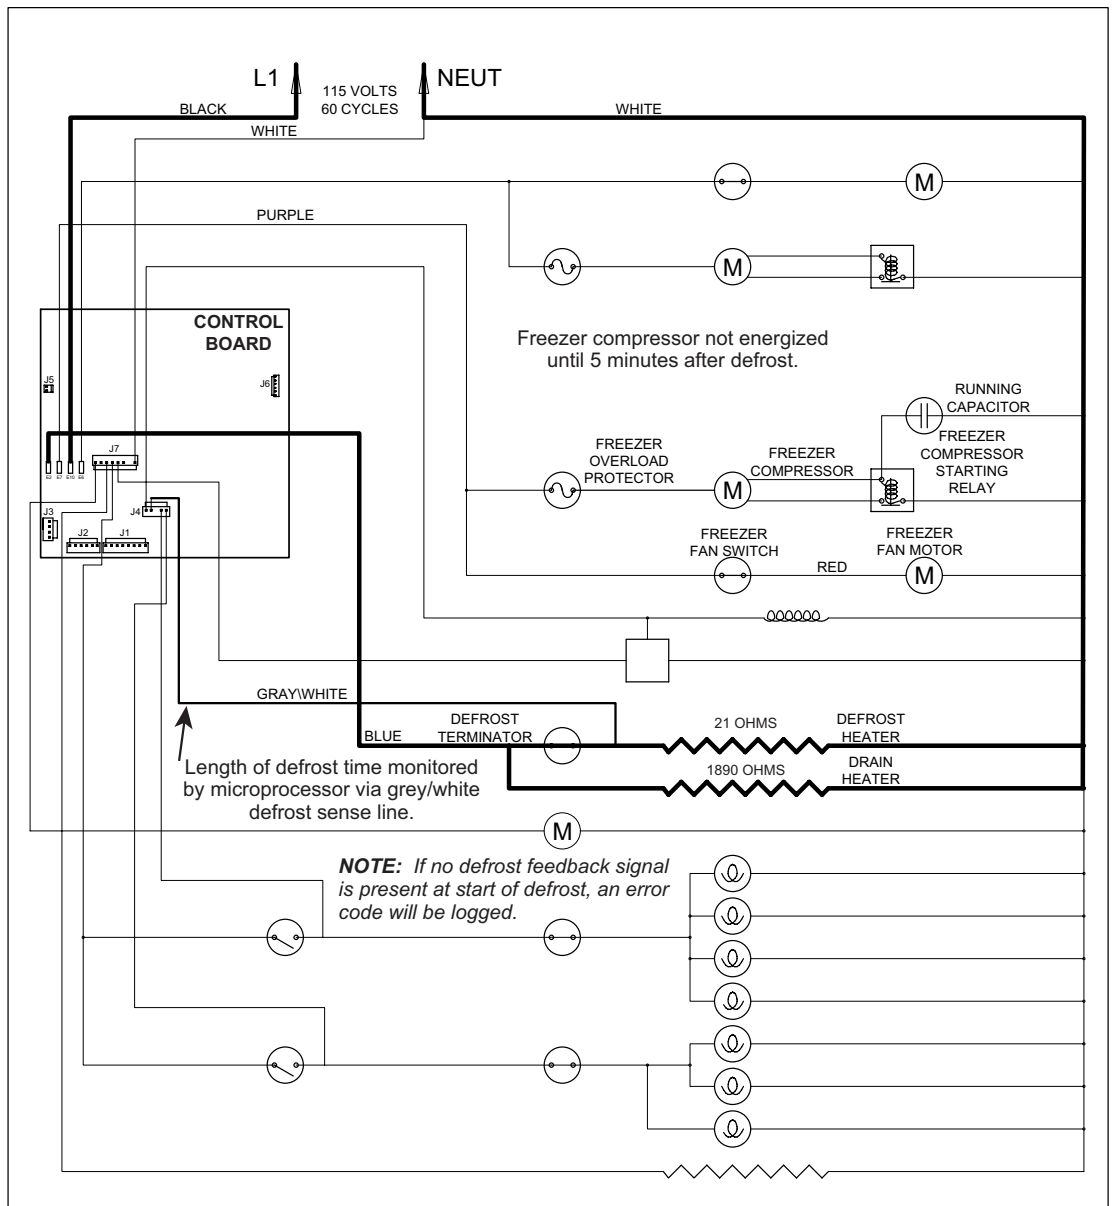 L1
NEUT
115 VOLTS
60 CYCLES
BLACK
WHITE
WHITE
M
PURPLE
M
CONTROL
BOARD
Freezer compressor not energized
until 5 minutes after defrost.
J5
J6
RUNNING
CAPACITOR
J7
FREEZER
OVERLOAD
PROTECTOR
FREEZER
COMPRESSOR
FREEZER
COMPRESSOR
STARTING
RELAY
E2 E7 E10 E8
M
J3
J4
J2
J1
FREEZER
FAN SWITCH
FREEZER
FAN MOTOR
RED
M
GRAY\WHITE
BLUE
DEFROST
TERMINATOR
21 OHMS
DEFROST
HEATER
1890 OHMS
DRAIN
HEATER
Length of defrost time monitored
by microprocessor via grey/white
defrost sense line.
M
NOTE: If no defrost feedback signal
is present at start of defrost, an error
code will be logged.